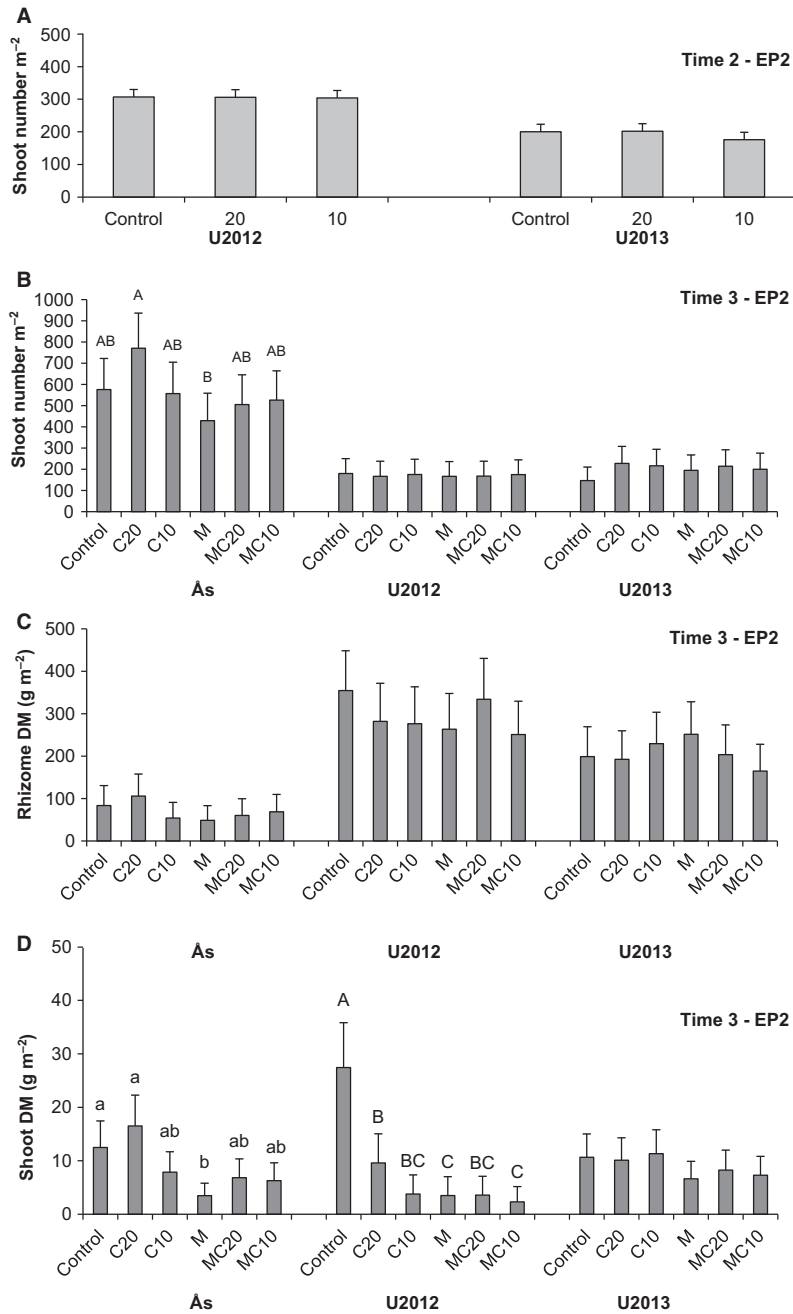 A
Shoot number m⁻²
500
400
300
200
100
0
Time 2 - EP2
Control 20 10 Control 20 10
U2012 U2013
B
Shoot number m⁻²
1000
900
800
700
600
500
400
300
200
100
0
Time 3 - EP2
AB A AB B AB AB
Control C20 C10 M MC20 MC10 Control C20 C10 M MC20 MC10 Control C20 C10 M MC20 MC10
Ås U2012 U2013
C
Rhizome DM (g m⁻²)
500
400
300
200
100
0
Time 3 - EP2
Control C20 C10 M MC20 MC10 Control C20 C10 M MC20 MC10 Control C20 C10 M MC20 MC10
Ås U2012 U2013
D
Shoot DM (g m⁻²)
50
40
30
20
10
0
Time 3 - EP2
a a ab b ab ab A B BC C BC C
Control C20 C10 M MC20 MC10 Control C20 C10 M MC20 MC10 Control C20 C10 M MC20 MC10
Ås U2012 U2013